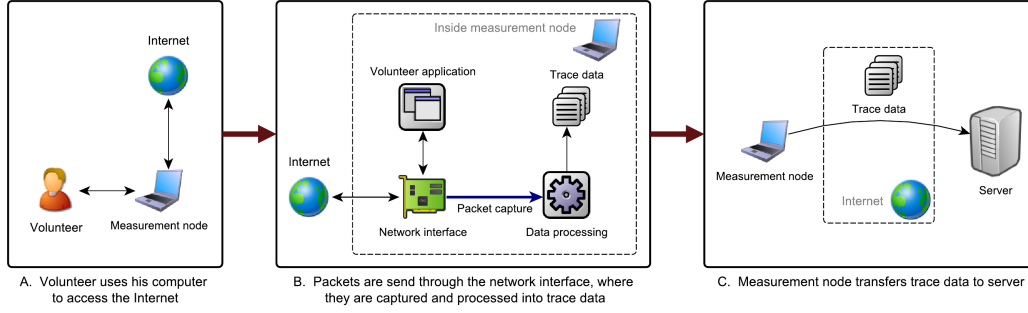 Internet
Volunteer
Measurement node
A. Volunteer uses his computer
to access the Internet
Inside measurement node
Volunteer application
Trace data
Internet
Packet capture
Network interface
Data processing
B. Packets are send through the network interface, where
they are captured and processed into trace data
Trace data
Measurement node
Server
Internet
C. Measurement node transfers trace data to server